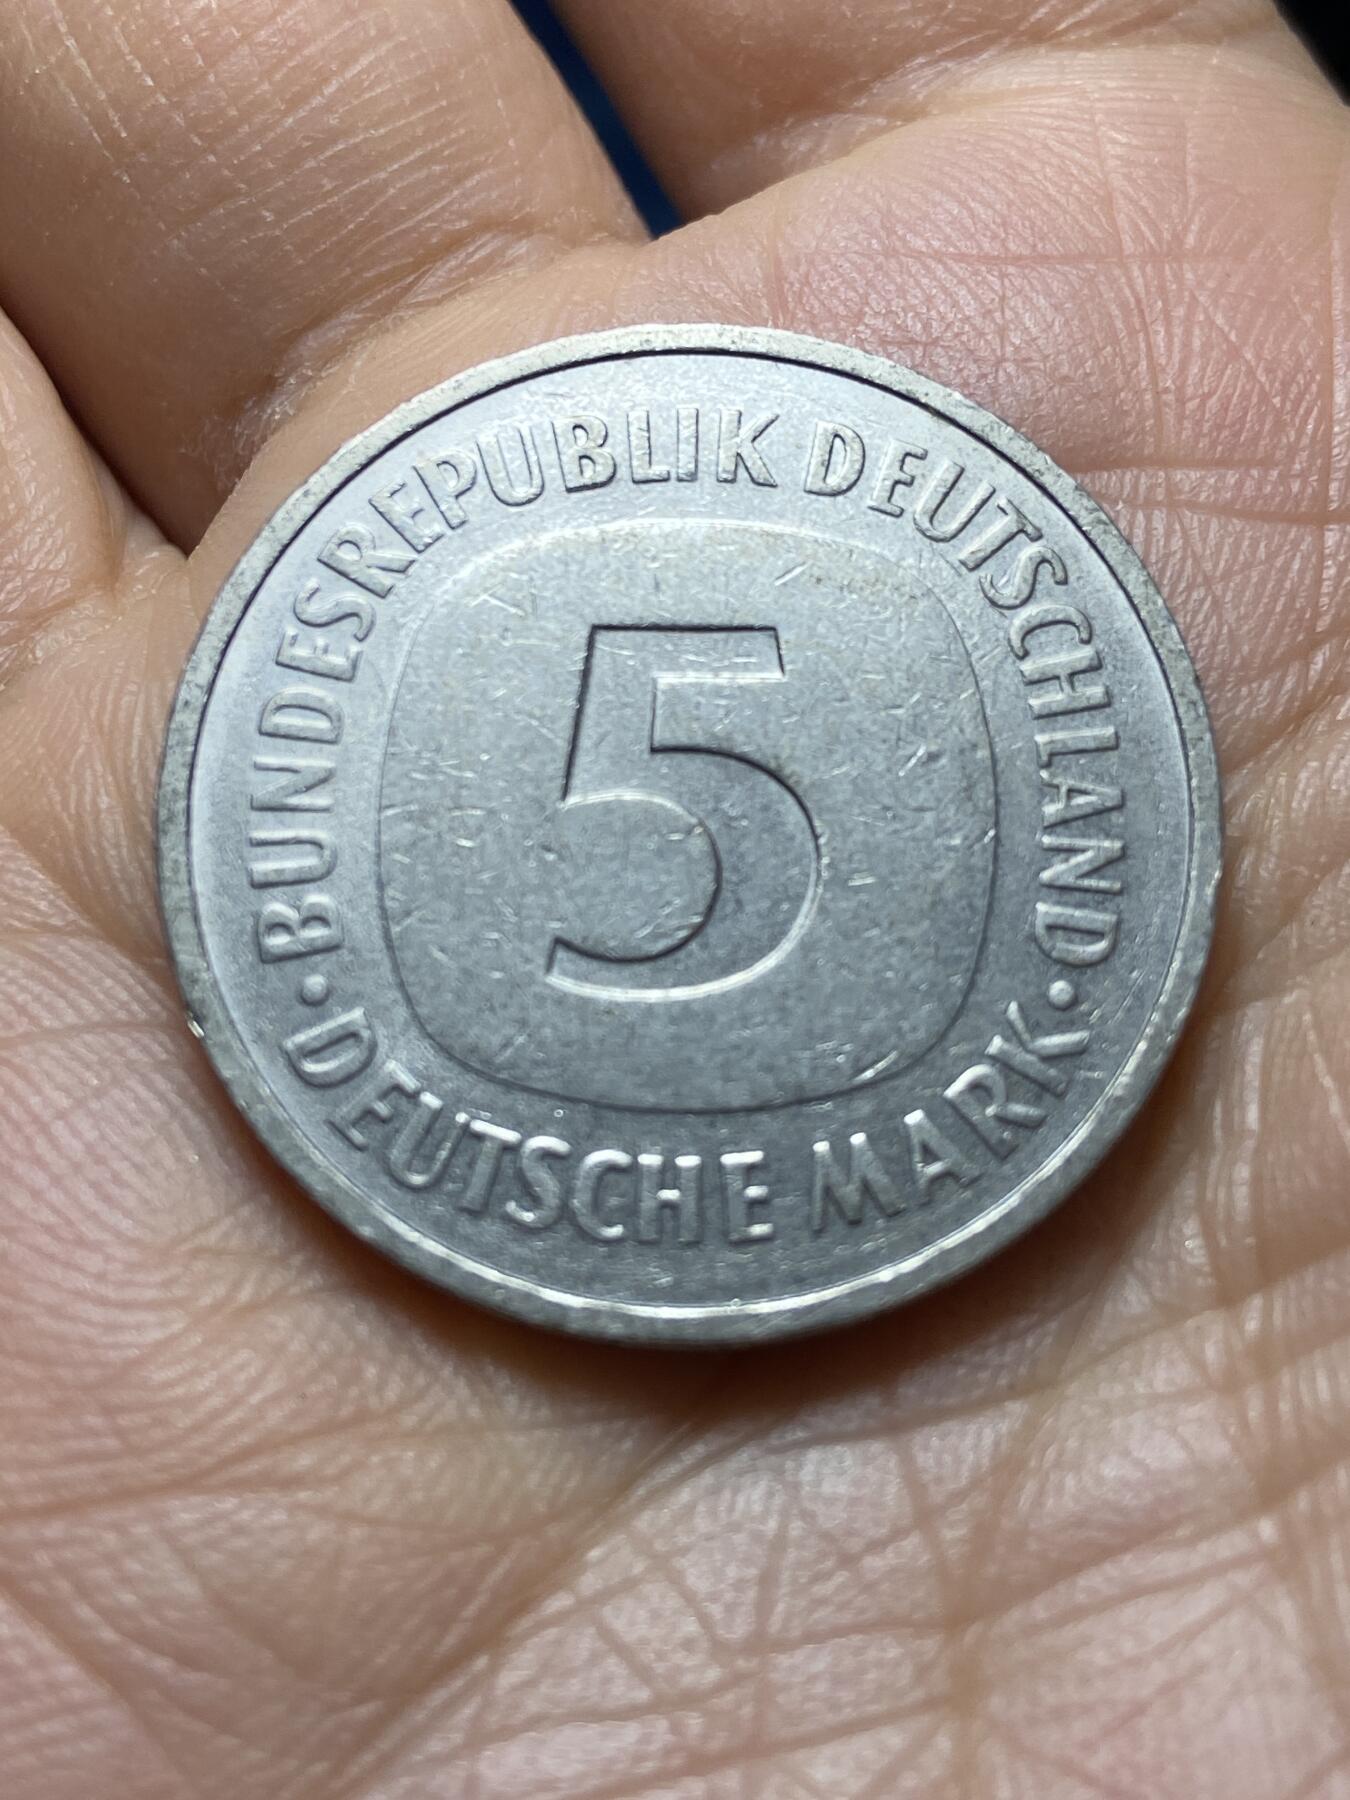 BUNDESREPUBLIK DEUTSCHLAND
5
DEUTSCHE MARK